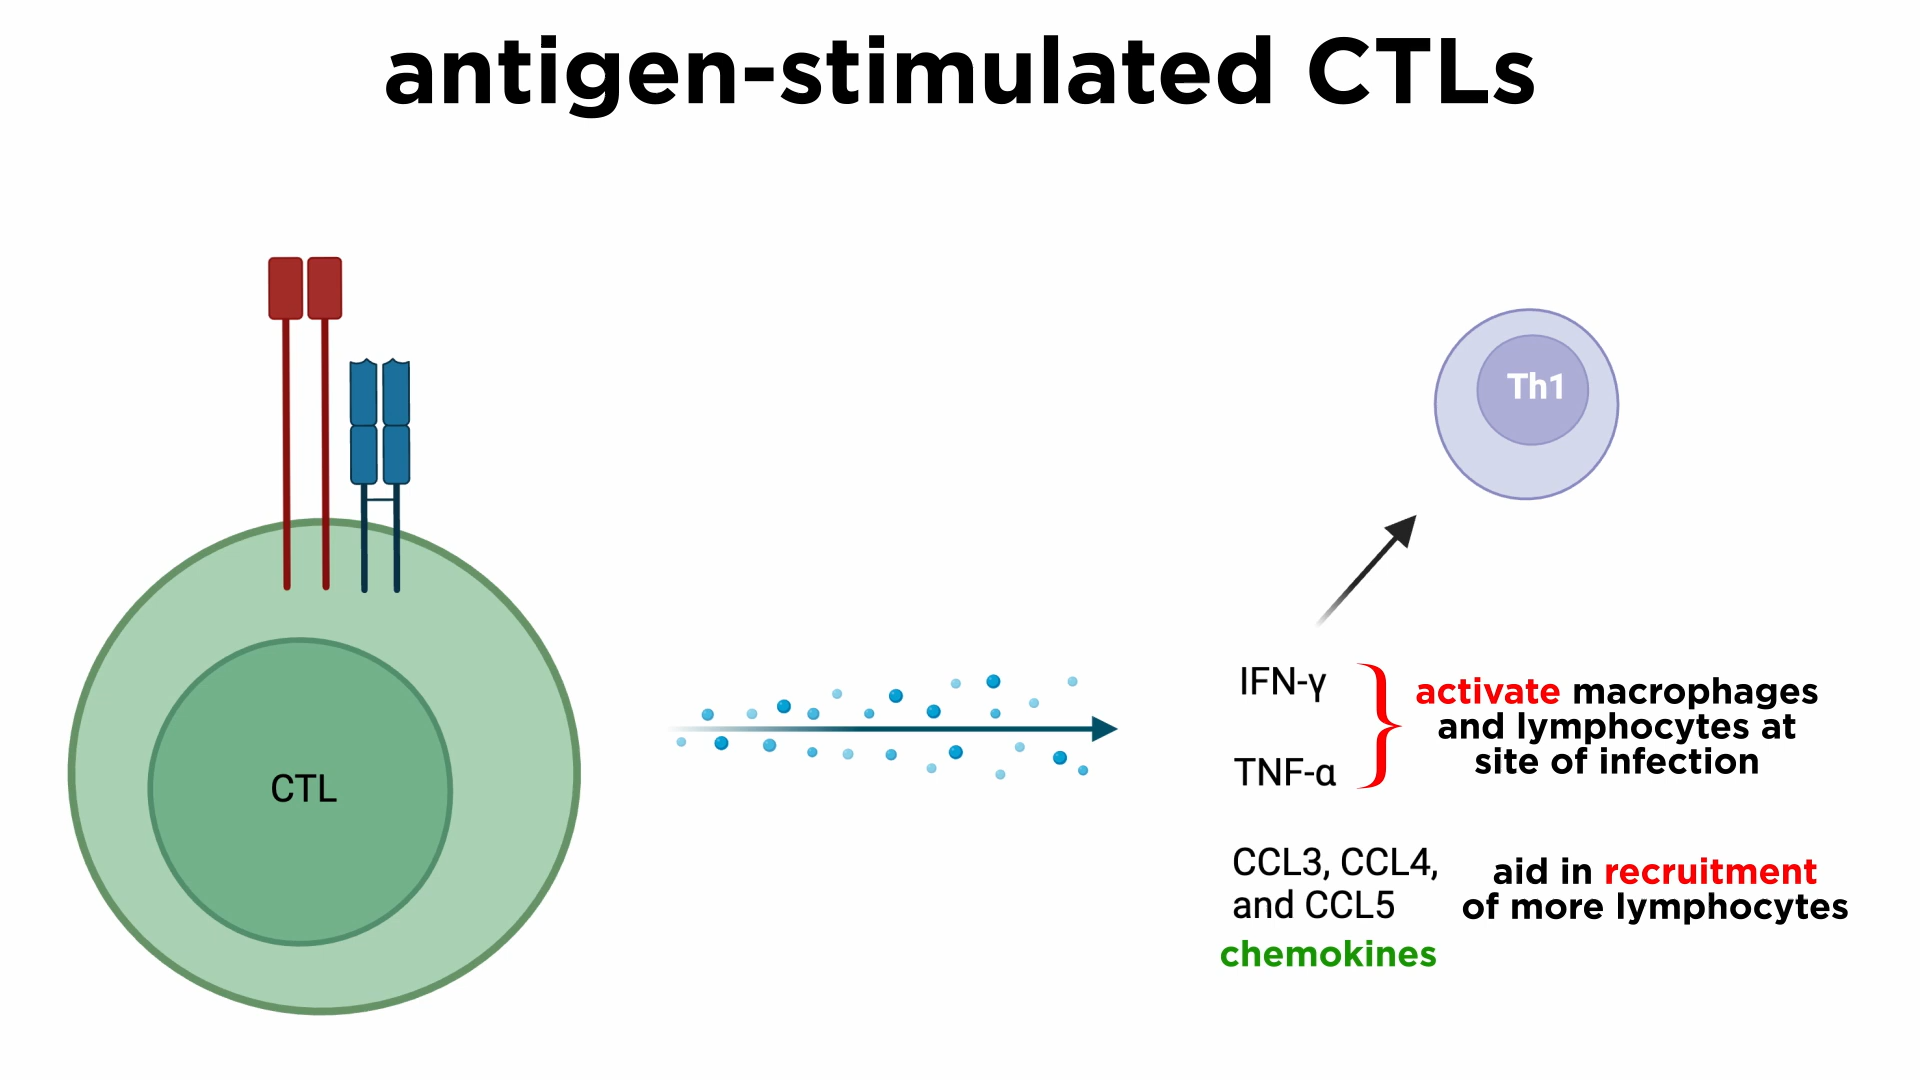 antigen-stimulated CTLs
Th1
CTL
IFN-γ
TNF-α
activate macrophages
and lymphocytes at
site of infection
CCL3, CCL4,
and CCL5
chemokines
aid in recruitment
of more lymphocytes